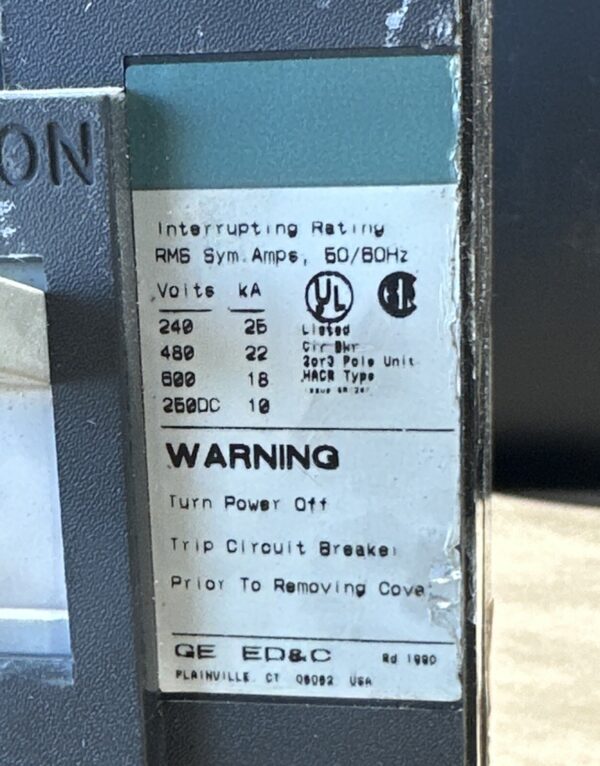 ON
Interrupting Rating
RMS Sym. Amps, 50/60Hz
Volts kA
240 25
480 22
600 18
250DC 10
UL
Listed
Cir Bkr
2or3 Pole Unit
HACR Type
WARNING
Turn Power Off
Trip Circuit Breaker
Prior To Removing Cove
GE ED&C Rd 1990
PLAINVILLE CT 06062 USA